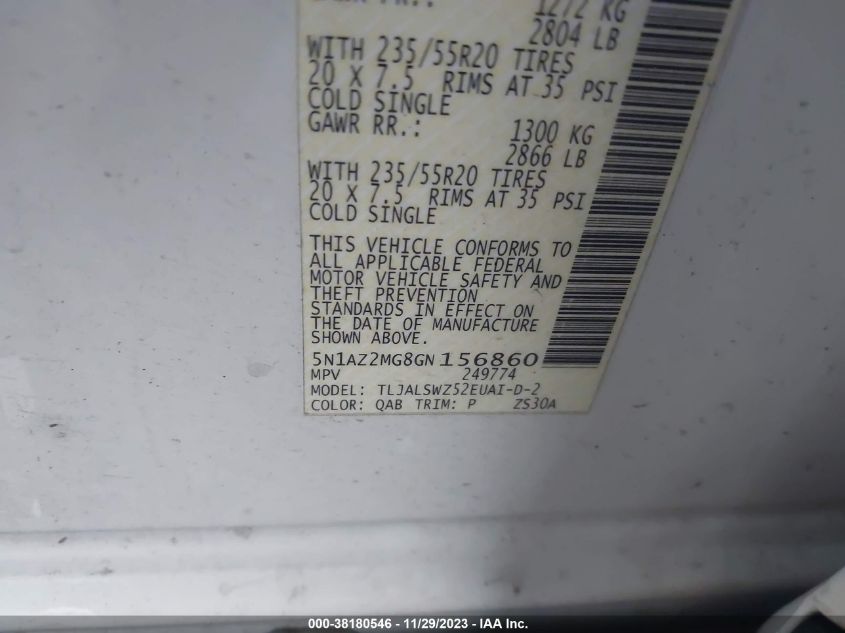 1272 KG
2804 LB
WITH 235/55R20 TIRES
20 X 7.5 RIMS AT 35 PSI
COLD SINGLE
GAWR RR.: 1300 KG
2866 LB
WITH 235/55R20 TIRES
20 X 7.5 RIMS AT 35 PSI
COLD SINGLE
THIS VEHICLE CONFORMS TO
ALL APPLICABLE FEDERAL
MOTOR VEHICLE SAFETY AND
THEFT PREVENTION
STANDARDS IN EFFECT ON
THE DATE OF MANUFACTURE
SHOWN ABOVE.
5N1AZ2MG8GN156860
MPV 249774
MODEL: TLJALSWZ52EUAI-D-2
COLOR: QAB TRIM: P ZS30A
000-38180546 - 11/29/2023 - IAA Inc.